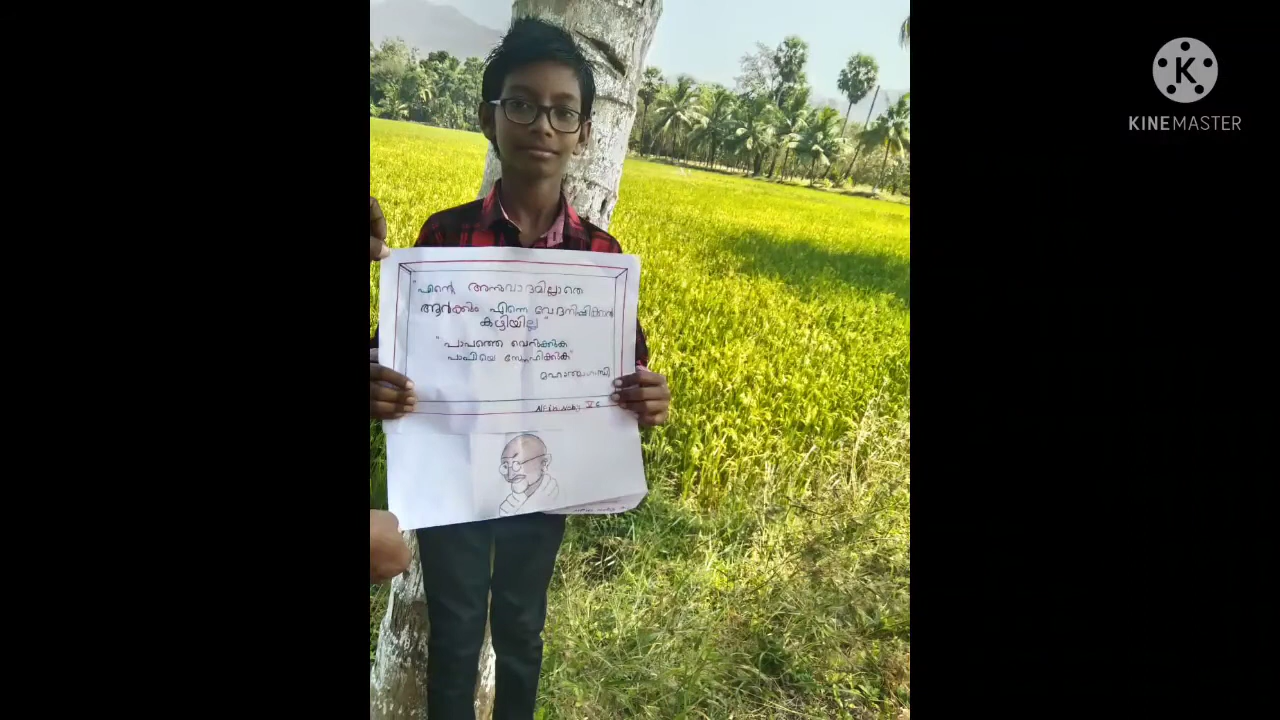 "എന്റെ അനുവാദമില്ലാതെ
ആർക്കും എന്നെ വേദനിപ്പിക്കാൻ
കഴിയില്ല"
"പാപത്തെ വെറുക്കുക
പാപിയെ സ്നേഹിക്കുക"
മഹാത്മാഗാന്ധി
V C
K
KINEMASTER